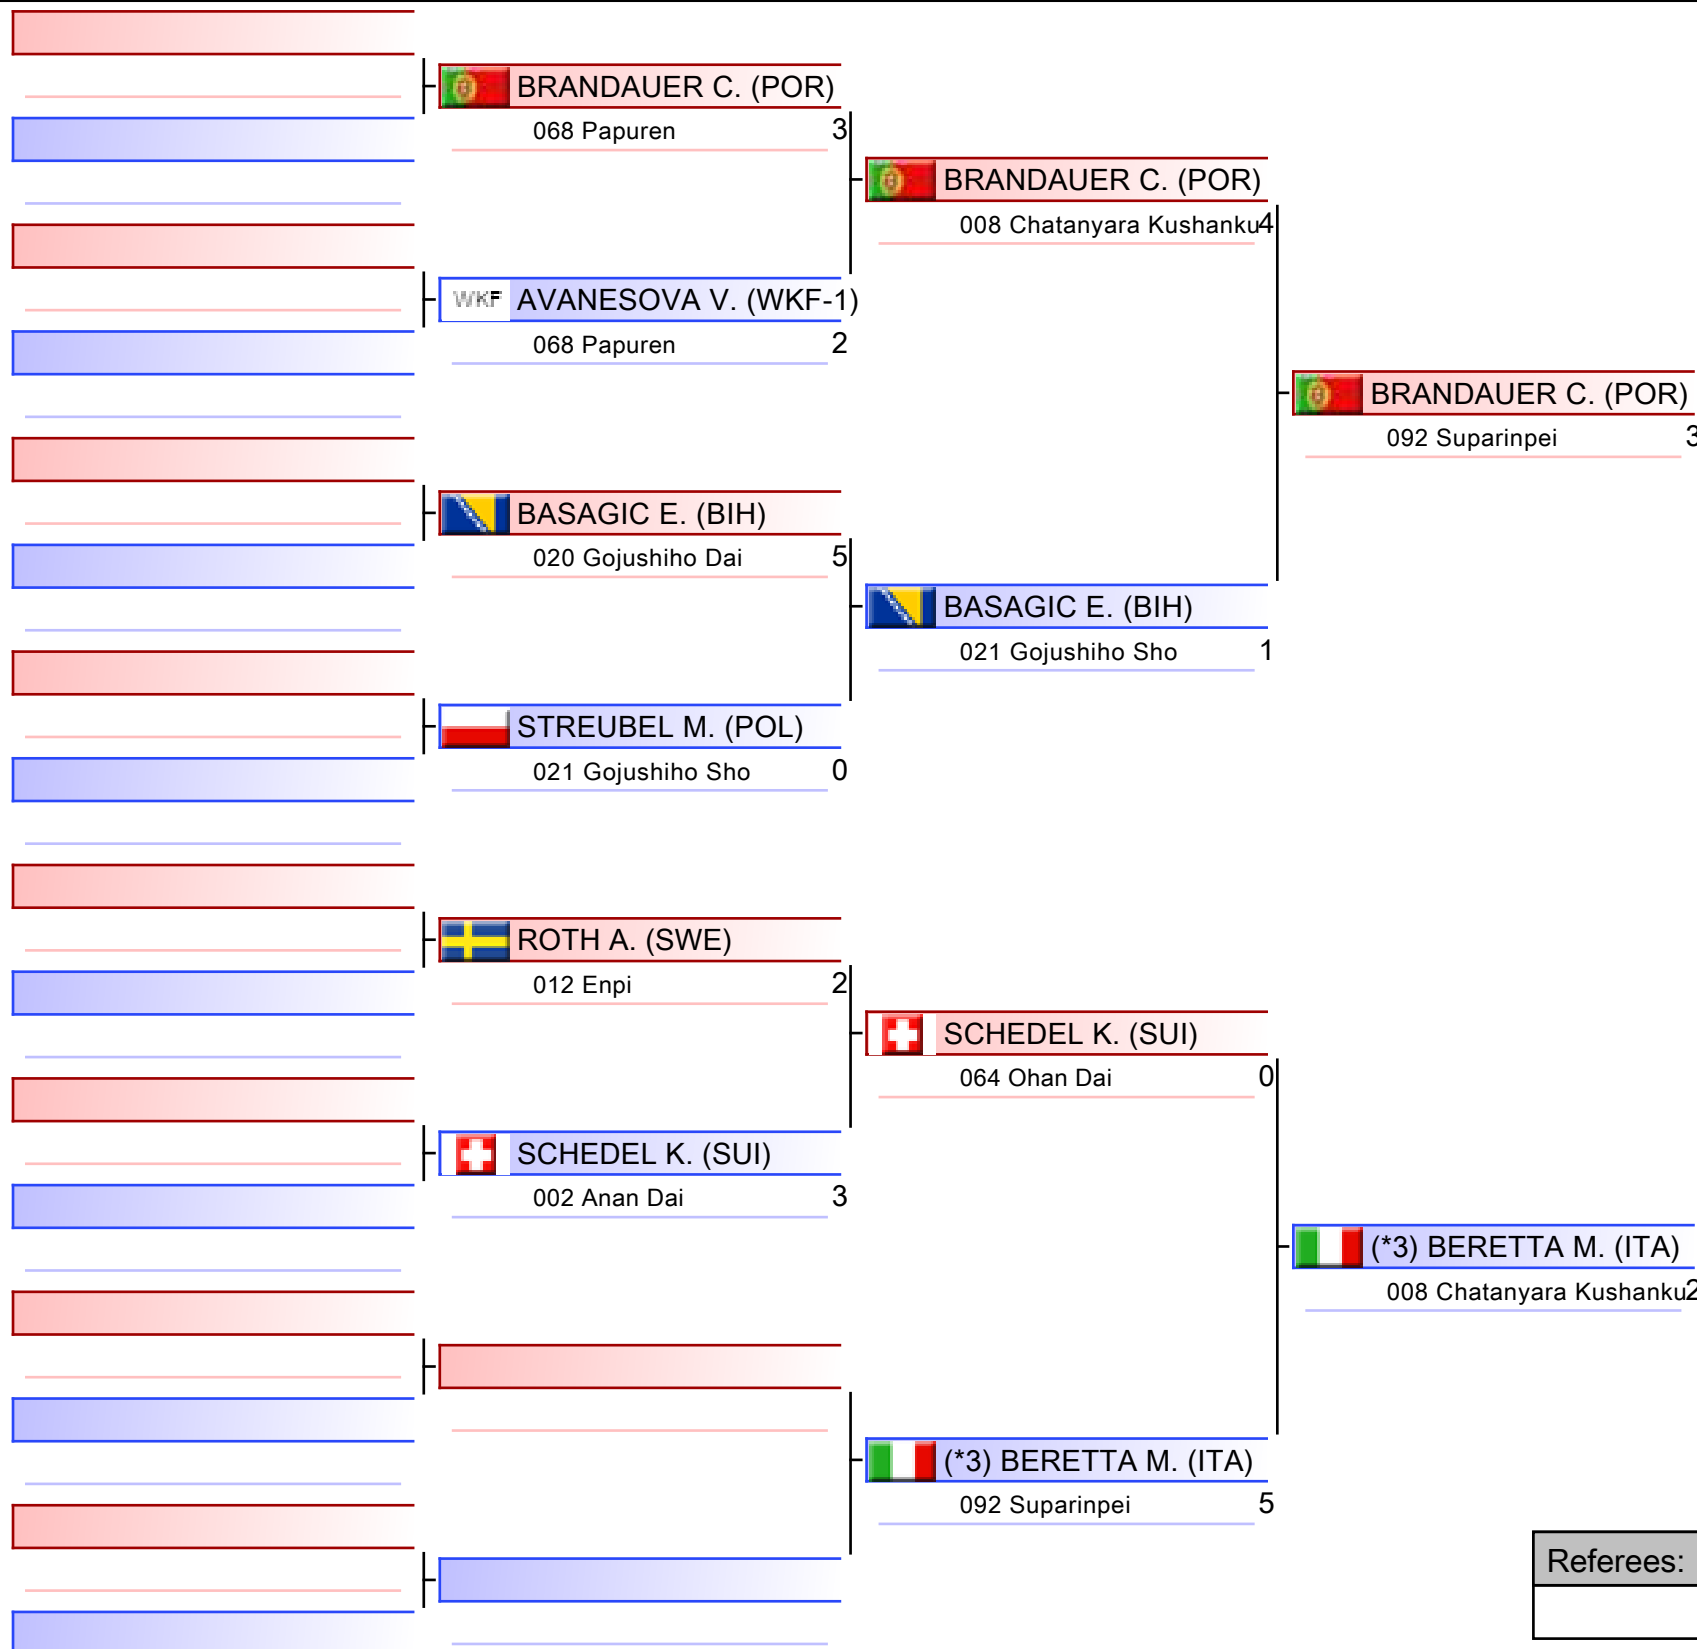 BRANDAUER C. (POR)
068 Papuren 3
WKF AVANESOVA V. (WKF-1)
068 Papuren 2
BASAGIC E. (BIH)
020 Gojushiho Dai 5
STREUBEL M. (POL)
021 Gojushiho Sho 0
ROTH A. (SWE)
012 Enpi 2
SCHEDEL K. (SUI)
002 Anan Dai 3
BRANDAUER C. (POR)
008 Chatanyara Kushanku 4
BASAGIC E. (BIH)
021 Gojushiho Sho 1
SCHEDEL K. (SUI)
064 Ohan Dai 0
(*3) BERETTA M. (ITA)
092 Suparinpei 5
BRANDAUER C. (POR)
092 Suparinpei 3
(*3) BERETTA M. (ITA)
008 Chatanyara Kushanku 2
Referees: